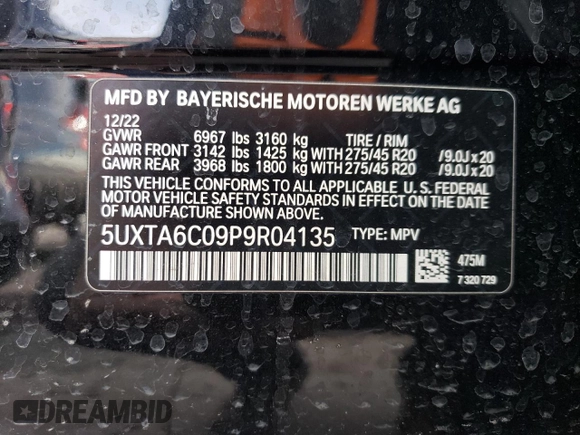 MFD BY BAYERISCHE MOTOREN WERKE AG
12/22
GVWR 6967 lbs 3160 kg TIRE / RIM
GAWR FRONT 3142 lbs 1425 kg WITH 275/45 R20 /9.0J x 20
GAWR REAR 3968 lbs 1800 kg WITH 275/45 R20 /9.0J x 20
THIS VEHICLE CONFORMS TO ALL APPLICABLE U. S. FEDERAL
MOTOR VEHICLE SAFETY STANDARDS IN EFFECT ON THE
DATE OF MANUFACTURE SHOWN ABOVE.
5UXTA6C09P9R04135 TYPE: MPV
475M
7 320 729
DREAMBID